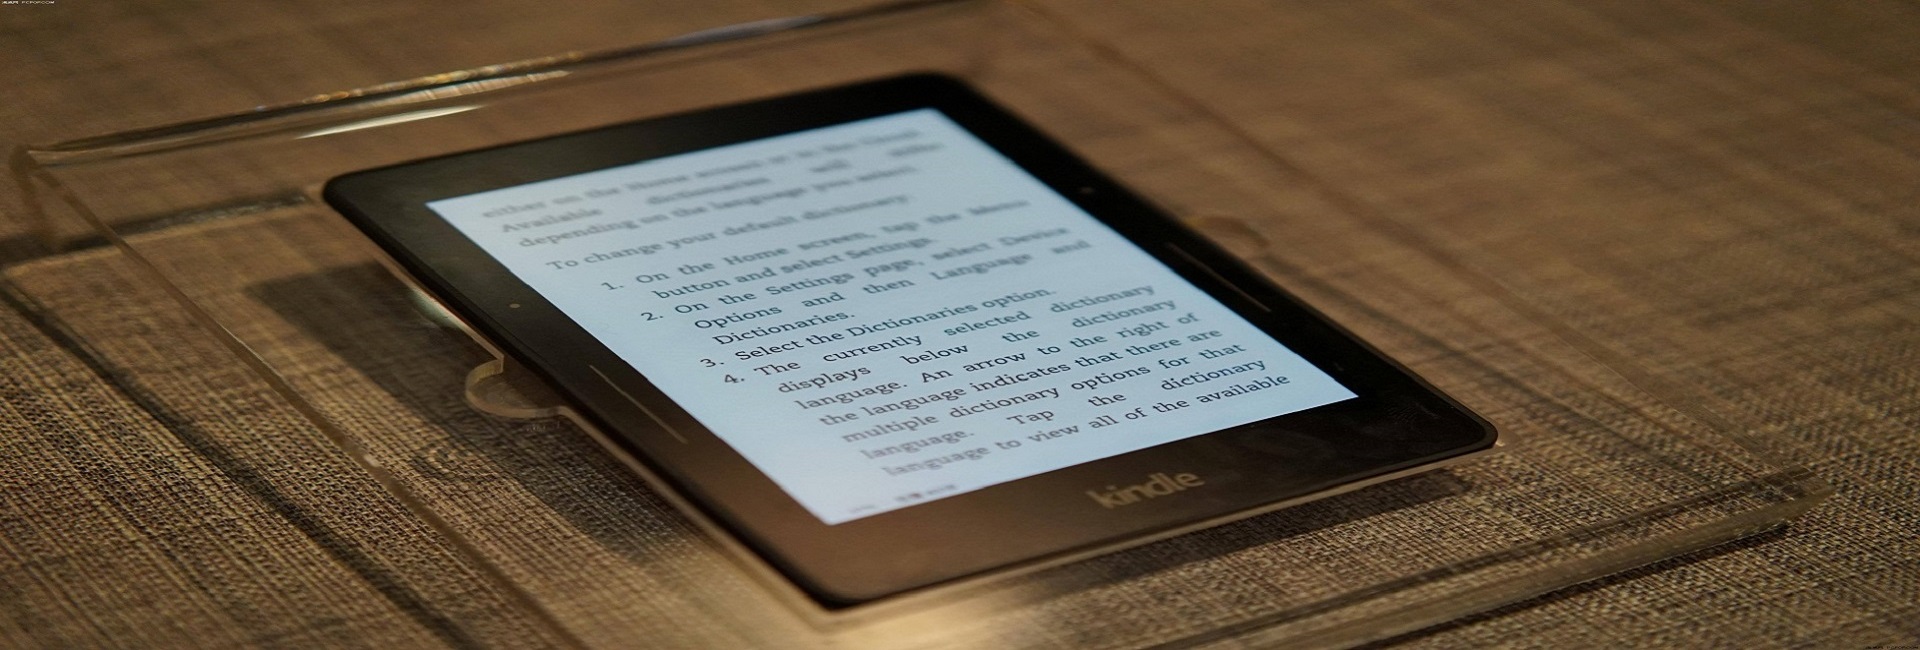 either on the Home screen or in the
Available dictionaries will
depending on the language you select.
To change your default dictionary:
1. On the Home screen, tap the Menu
button and select Settings.
2. On the Settings page, select Device
Options and then Language and
Dictionaries.
3. Select the Dictionaries option.
4. The currently selected dictionary
displays below the dictionary
language. An arrow to the right of
the language indicates that there are
multiple dictionary options for that
language. Tap the dictionary
language to view all of the available
kindle